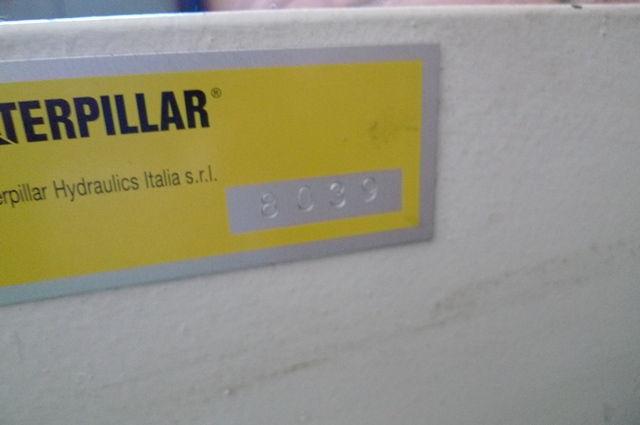 TERPILLAR®
erpillar Hydraulics Italia s.r.l.
8039